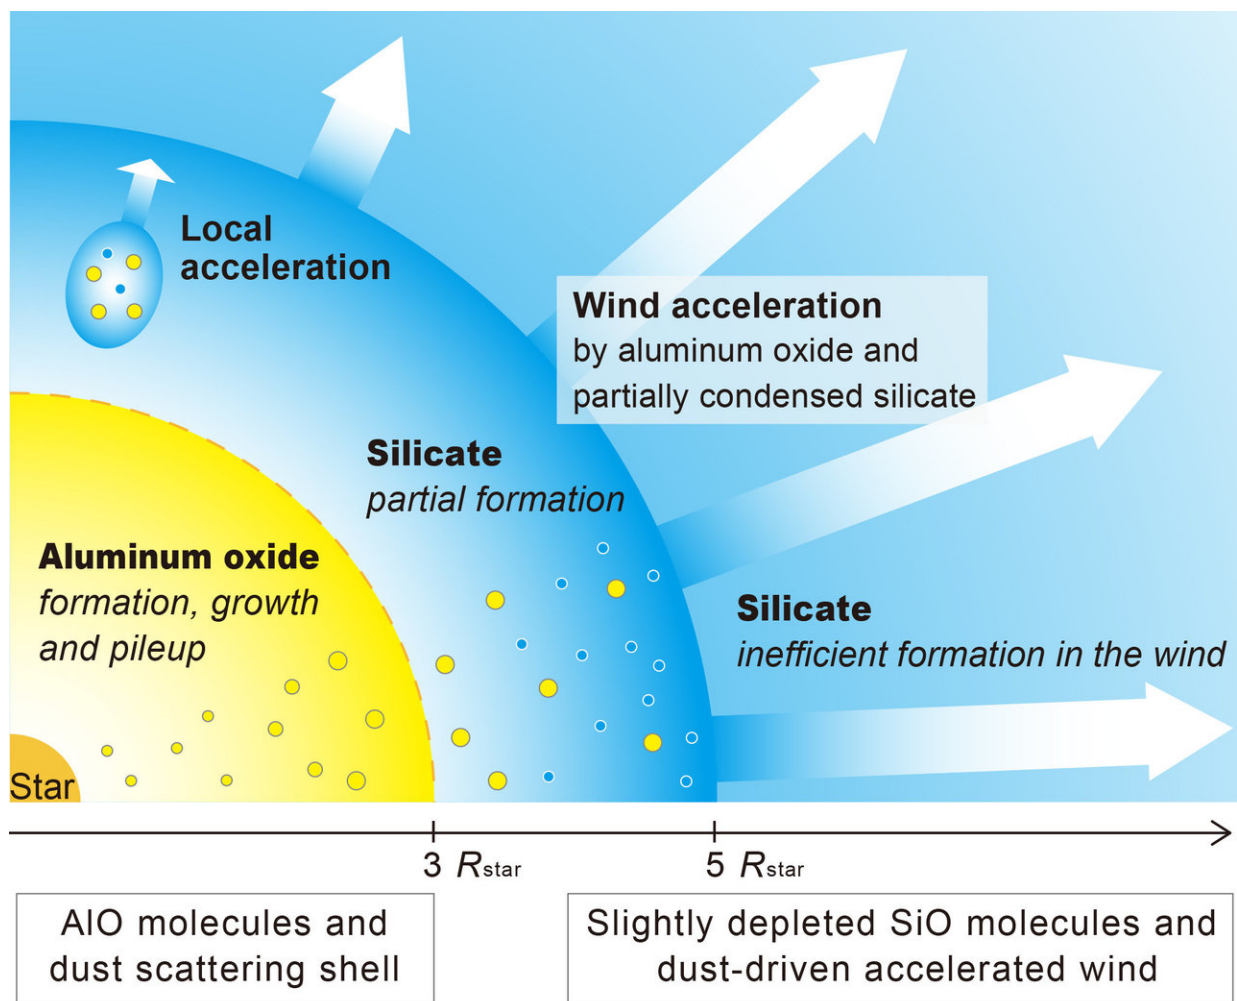 Local
acceleration
Wind acceleration
by aluminum oxide and
partially condensed silicate
Silicate
partial formation
Aluminum oxide
formation, growth
and pileup
Silicate
inefficient formation in the wind
Star
3 Rstar
5 Rstar
AlO molecules and
dust scattering shell
Slightly depleted SiO molecules and
dust-driven accelerated wind